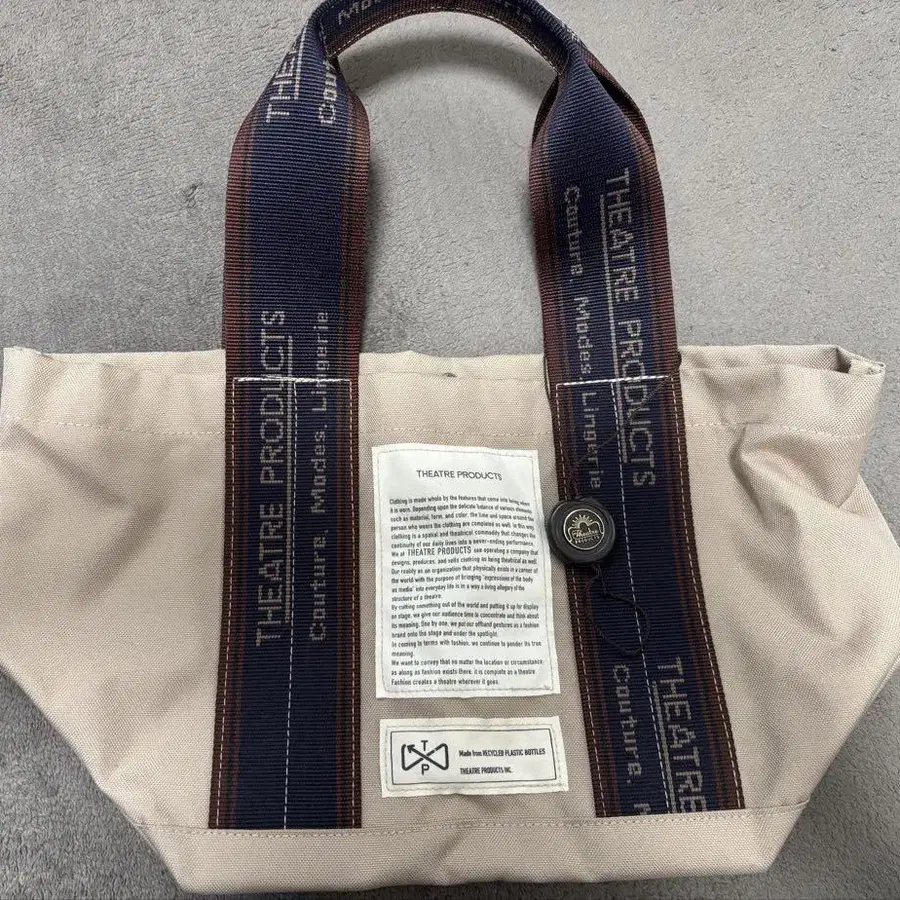 THEATRE PRODUCTS
Couture, Modes, Lingerie
THEATRE PRODUCTS
Couture, Modes, Lingerie
THEATRE
Couture,
THEATRE PRODUCTS
Clothing is made whole by the features that come into being where
it is worn. Depending upon the delicate balance of various elements
such as material, form, and color, the time and space around the
person who wears the clothing are completed as well. In this way,
clothing is a spatial and theatrical commodity that changes the
continuity of our daily lives into a never-ending performance.
We at THEATRE PRODUCTS see operating a company that
designs, produces, and sells clothing as being theatrical as well.
Our reality as an organization that physically exists in a corner of
the world with the purpose of bringing "expressions of the body
as media" into everyday life is in a way a living allegory of the
structure of a theatre.
By cutting something out of the world and putting it up for display
on stage, we give our audience time to concentrate and think about
its meaning. One by one, we put our offhand gestures as a fashion
brand onto the stage and under the spotlight.
In coming to terms with fashion, we continue to ponder its true
meaning.
We want to convey that no matter the location or circumstance,
as along as fashion exists there, it is complete as a theatre.
Fashion creates a theatre wherever it goes.
T
P
Made from RECYCLED PLASTIC BOTTLES
THEATRE PRODUCTS INC.